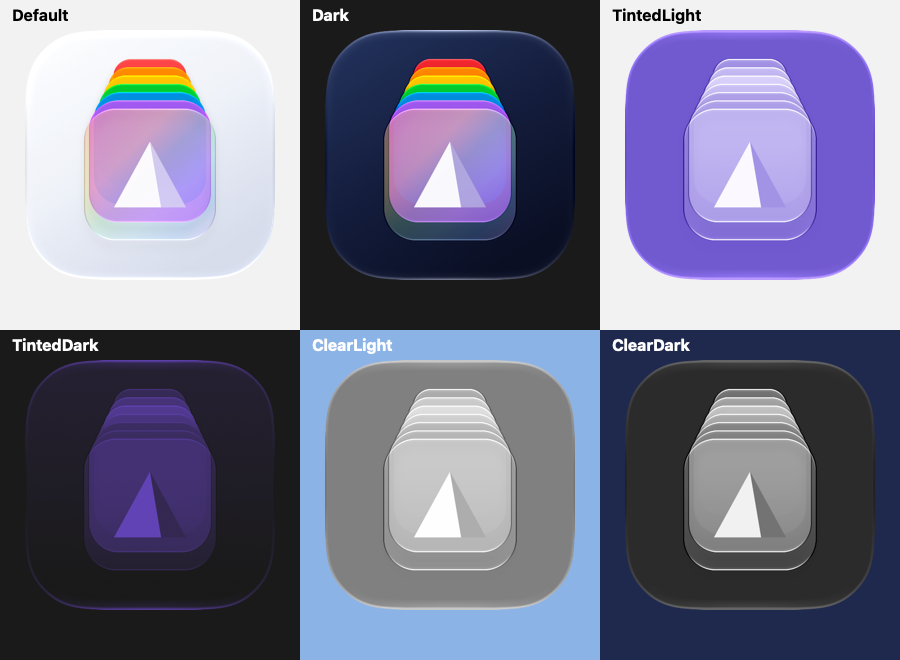 Default
Dark
TintedLight
TintedDark
ClearLight
ClearDark